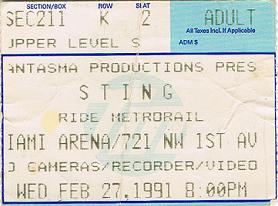 SECTION/BOX ROW SEAT
SEC211 K 2 ADULT
All Taxes Incl. If Applicable
UPPER LEVEL S ADM $
ANTASMA PRODUCTIONS PRES
STING
RIDE METRORAIL
IAMI ARENA/721 NW 1ST AV
O CAMERAS/RECORDER/VIDEO
WED FEB 27,1991 8:00PM